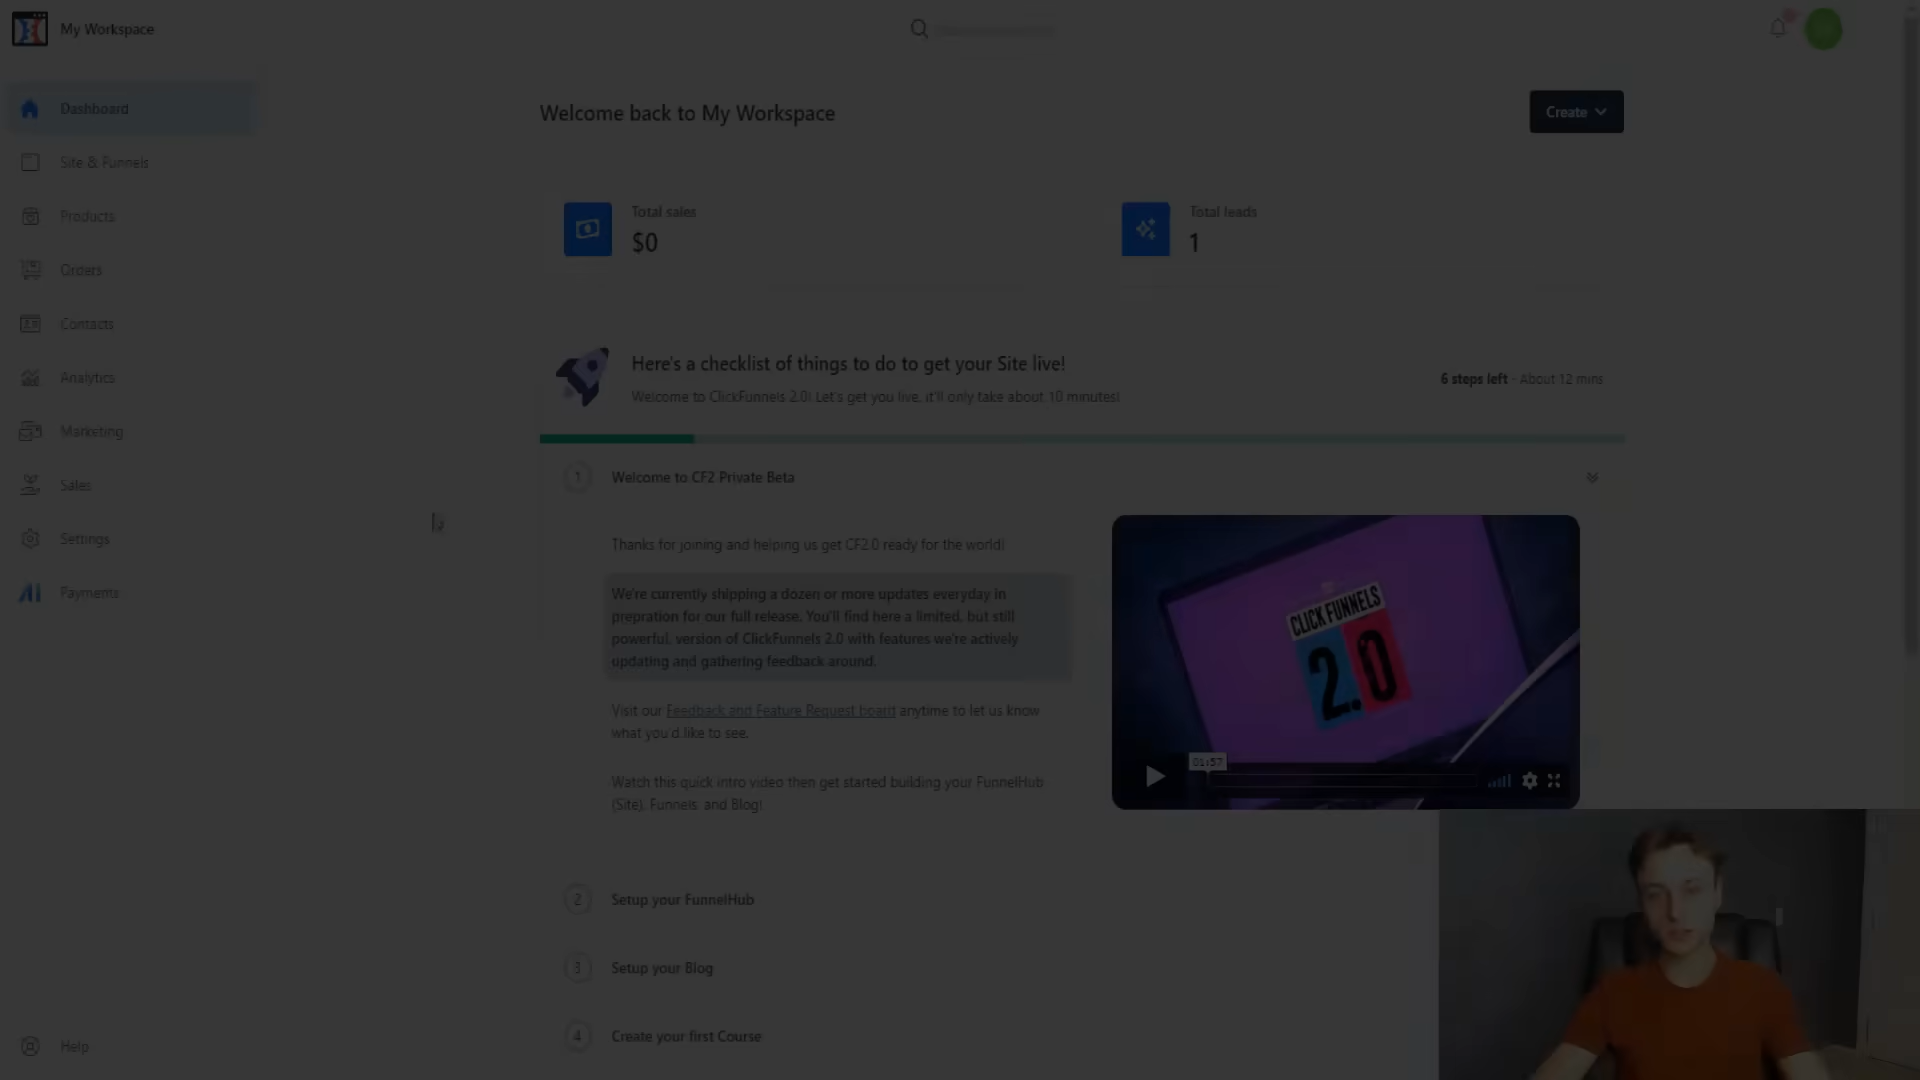 My Workspace
Dashboard
Site & Funnels
Products
Orders
Contacts
Analytics
Marketing
Sales
Settings
Payments
Help
Welcome back to My Workspace
Create
Total sales
$0
Total leads
1
Here's a checklist of things to do to get your Site live!
Welcome to ClickFunnels 2.0! Let's get you live, it'll only take about 10 minutes!
6 steps left - About 12 mins
1 Welcome to CF2 Private Beta
Thanks for joining and helping us get CF2.0 ready for the world!
We're currently shipping a dozen or more updates everyday in
prepration for our full release. You'll find here a limited, but still
powerful, version of ClickFunnels 2.0 with features we're actively
updating and gathering feedback around.
Visit our Feedback and Feature Request board anytime to let us know
what you'd like to see.
Watch this quick intro video then get started building your FunnelHub
(Site), Funnels, and Blog!
CLICK FUNNELS
2.0
01:57
2 Setup your FunnelHub
3 Setup your Blog
4 Create your first Course